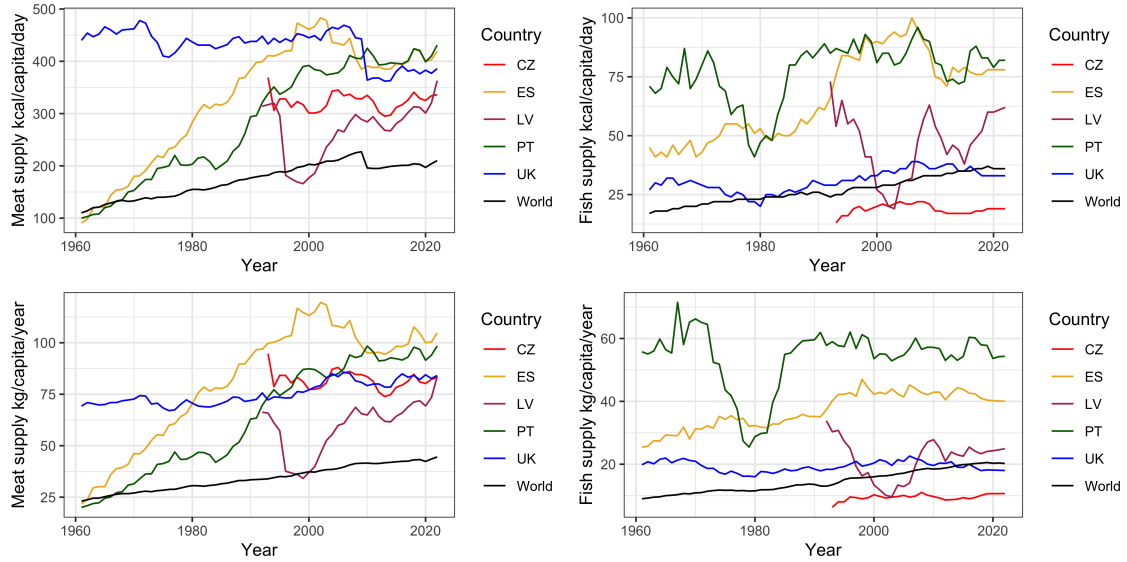 Meat supply kcal/capita/day
500
400
300
200
100
1960
1980
2000
2020
Year
Country
CZ
ES
LV
PT
UK
World
Fish supply kcal/capita/day
100
75
50
25
1960
1980
2000
2020
Year
Country
CZ
ES
LV
PT
UK
World
Meat supply kg/capita/year
100
75
50
25
1960
1980
2000
2020
Year
Country
CZ
ES
LV
PT
UK
World
Fish supply kg/capita/year
60
40
20
1960
1980
2000
2020
Year
Country
CZ
ES
LV
PT
UK
World